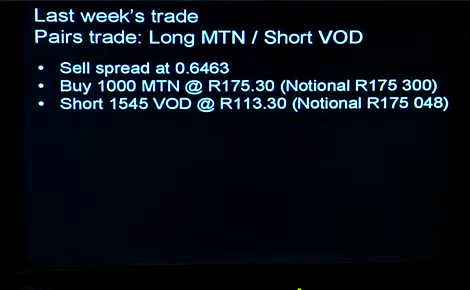 Last week's trade
Pairs trade: Long MTN / Short VOD
• Sell spread at 0.6463
• Buy 1000 MTN @ R175.30 (Notional R175 300)
• Short 1545 VOD @ R113.30 (Notional R175 048)